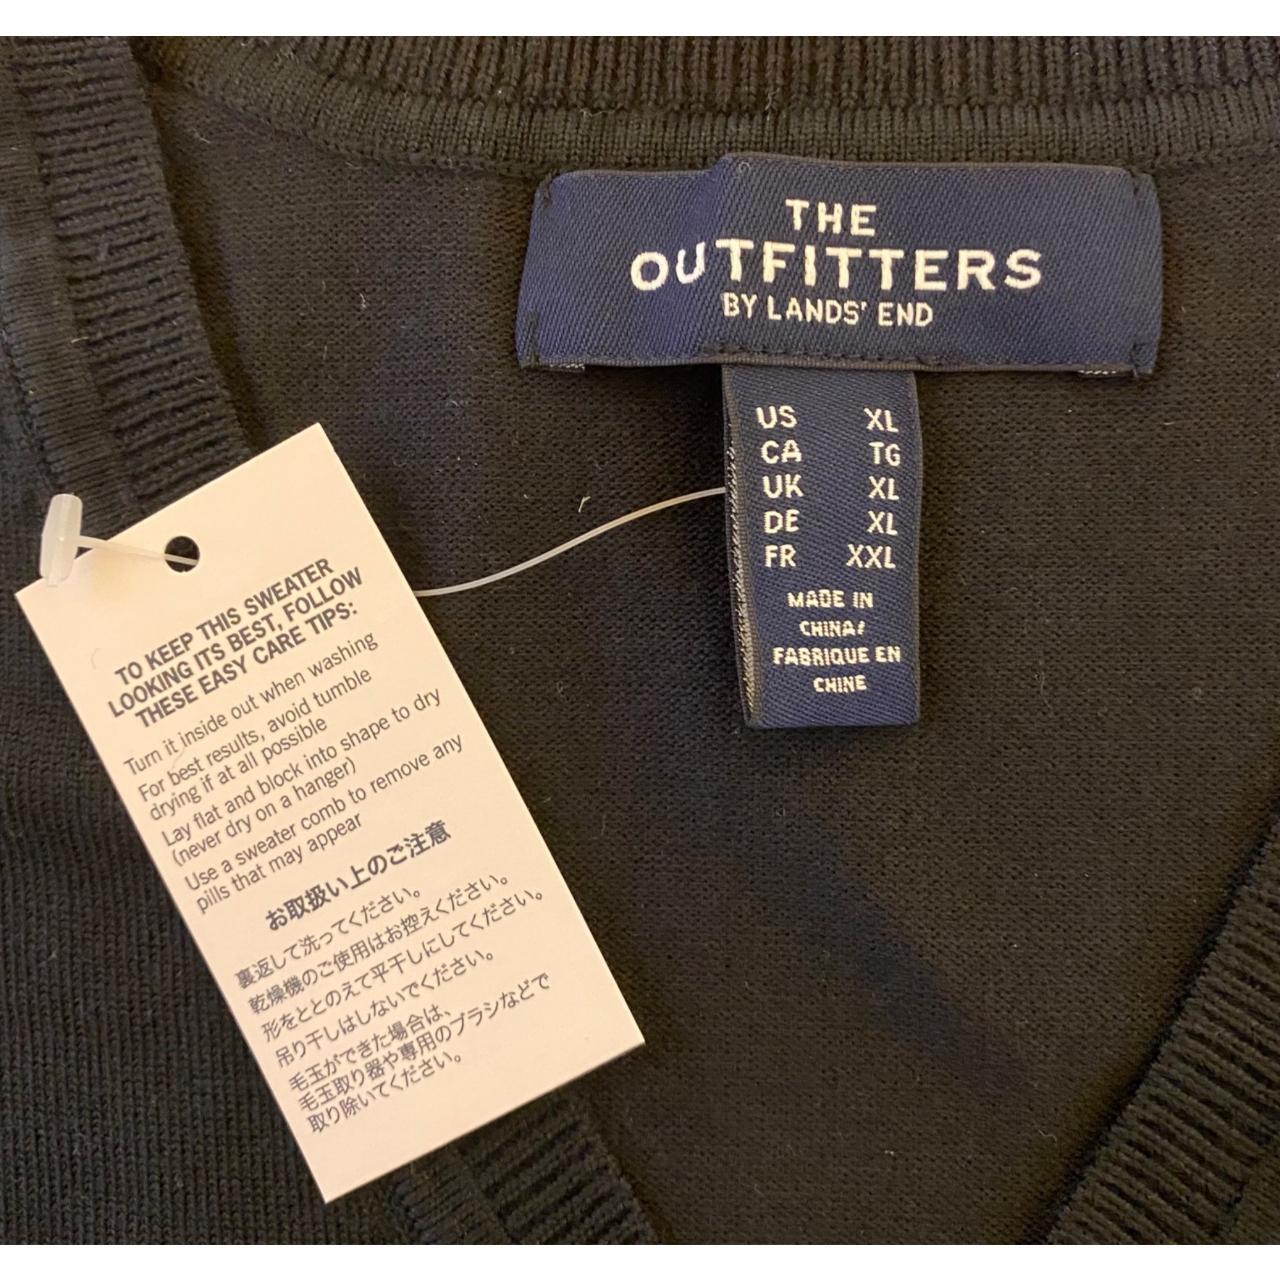 THE
OUTFITTERS
BY LANDS' END
US XL
CA TG
UK XL
DE XL
FR XXL
MADE IN
CHINA/
FABRIQUE EN
CHINE
TO KEEP THIS SWEATER
LOOKING ITS BEST, FOLLOW
THESE EASY CARE TIPS:
Turn it inside out when washing
For best results, avoid tumble
drying if at all possible
Lay flat and block into shape to dry
(never dry on a hanger)
Use a sweater comb to remove any
pills that may appear
お取扱い上のご注意
裏返して洗ってください。
乾燥機のご使用はお控えください。
形をととのえて平干しにしてください。
吊り干しはしないでください。
毛玉ができた場合は、
毛玉取り器や専用のブラシなどで
取り除いてください。